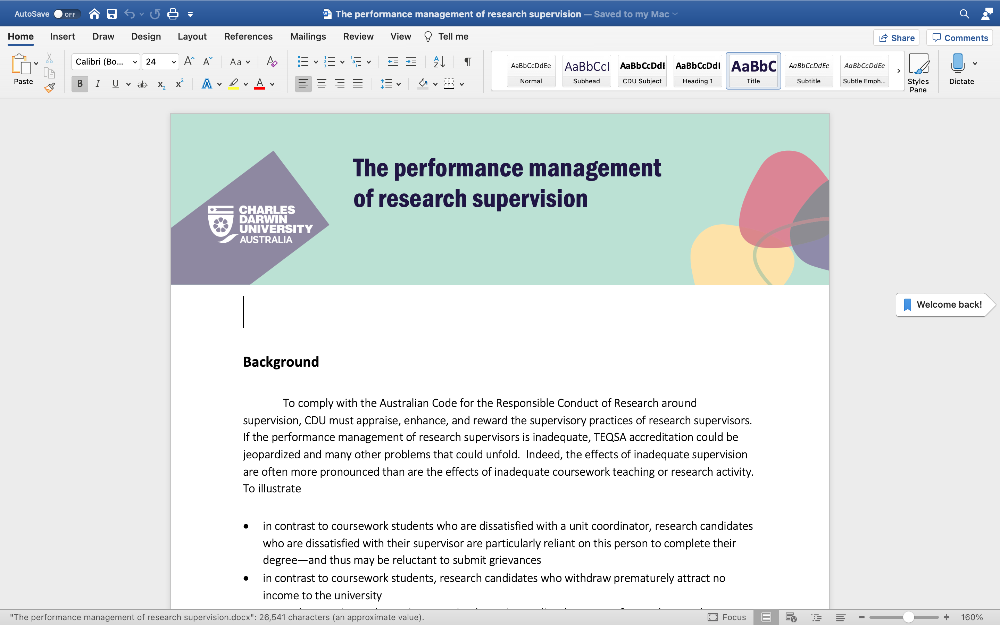 AutoSave OFF
The performance management of research supervision — Saved to my Mac
Home Insert Draw Design Layout References Mailings Review View Tell me
Share Comments
Paste
Calibri (Bo... 24
AaBbCcDdEe Normal
AaBbCcI Subhead
AaBbCcDdI CDU Subject
AaBbCcDdI Heading 1
AaBbC Title
AaBbCcDdEe Subtitle
AaBbCcDdEe Subtle Emph...
Styles Pane
Dictate
The performance management
of research supervision
CHARLES
DARWIN
UNIVERSITY
AUSTRALIA
Welcome back!
Background
To comply with the Australian Code for the Responsible Conduct of Research around
supervision, CDU must appraise, enhance, and reward the supervisory practices of research supervisors.
If the performance management of research supervisors is inadequate, TEQSA accreditation could be
jeopardized and many other problems that could unfold.  Indeed, the effects of inadequate supervision
are often more pronounced than are the effects of inadequate coursework teaching or research activity.
To illustrate
• in contrast to coursework students who are dissatisfied with a unit coordinator, research candidates
who are dissatisfied with their supervisor are particularly reliant on this person to complete their
degree—and thus may be reluctant to submit grievances
• in contrast to coursework students, research candidates who withdraw prematurely attract no
income to the university
"The performance management of research supervision.docx": 26,541 characters (an approximate value).
Focus
160%